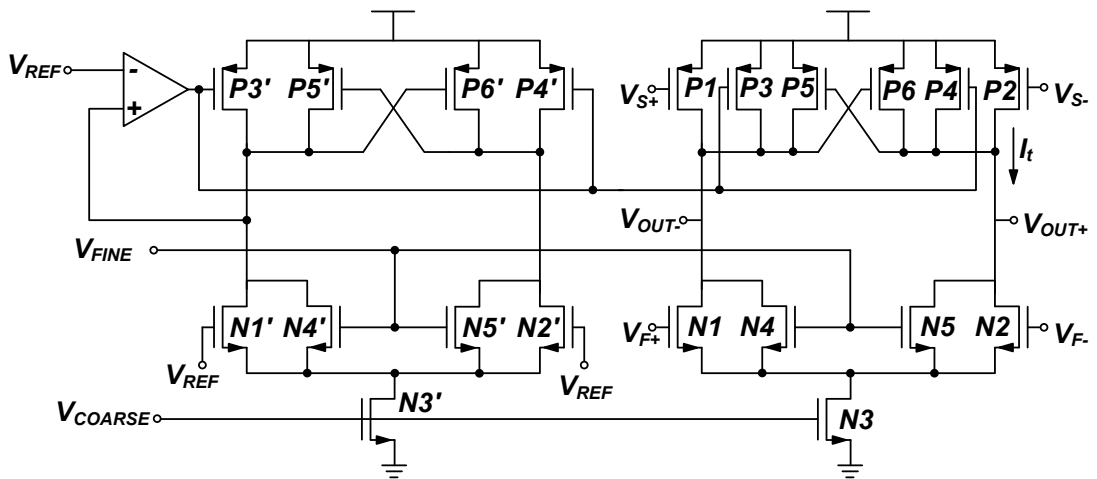 V_REF
-
+
P3'
P5'
P6'
P4'
V_S+
P1
P3
P5
P6
P4
P2
V_S-
I_t
V_OUT-
V_OUT+
V_FINE
N1'
N4'
N5'
N2'
V_REF
V_REF
V_F+
N1
N4
N5
N2
V_F-
V_COARSE
N3'
N3